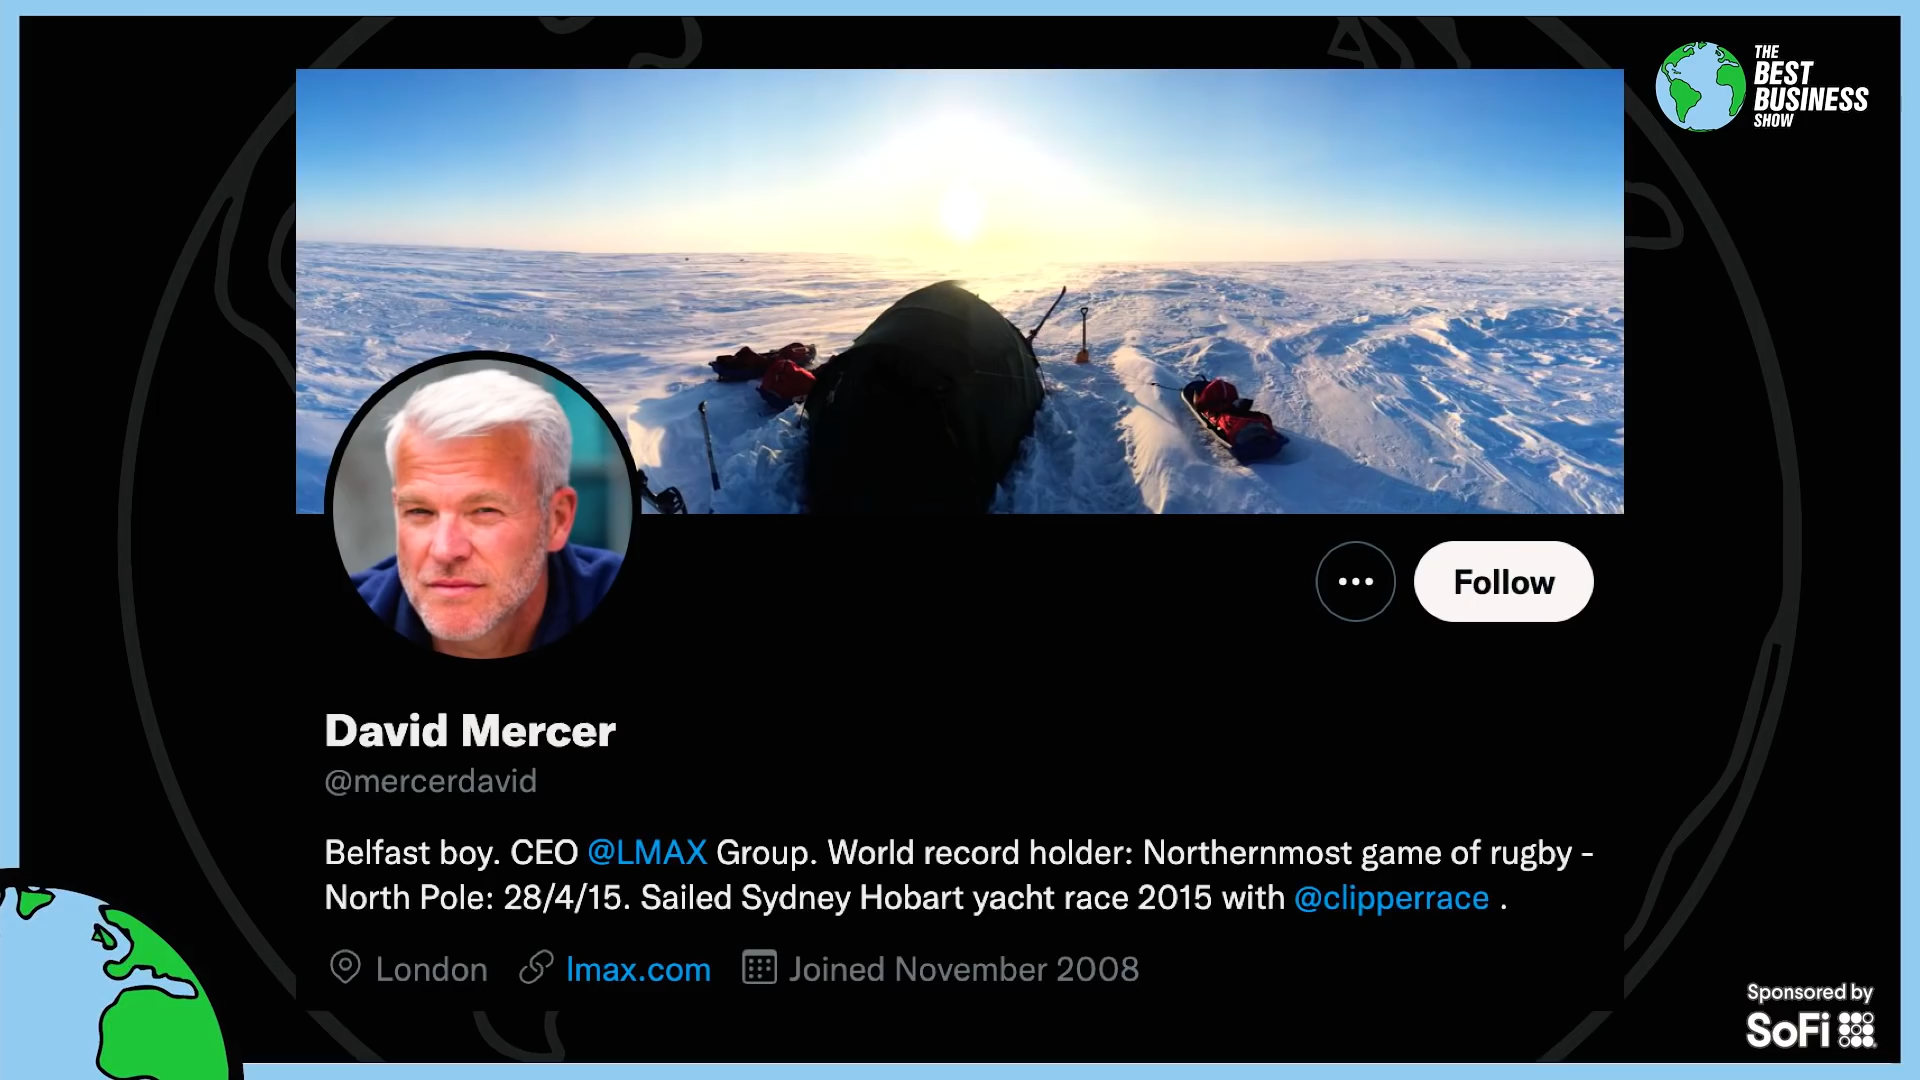 THE
BEST
BUSINESS
SHOW
Follow
David Mercer
@mercerdavid
Belfast boy. CEO @LMAX Group. World record holder: Northernmost game of rugby -
North Pole: 28/4/15. Sailed Sydney Hobart yacht race 2015 with @clipperrace .
London lmax.com Joined November 2008
Sponsored by
SoFi